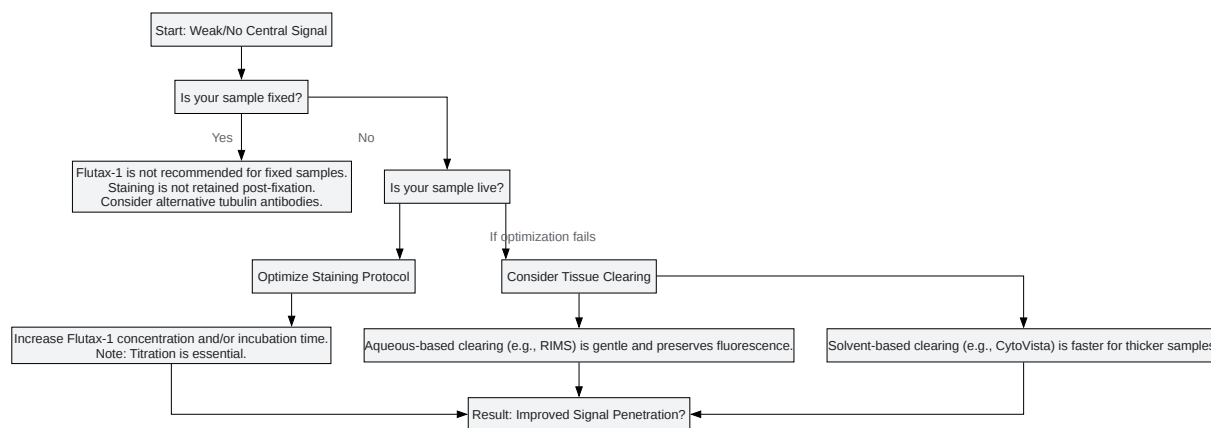 Start: Weak/No Central Signal
Is your sample fixed?
Yes
No
Flutax-1 is not recommended for fixed samples.
Staining is not retained post-fixation.
Consider alternative tubulin antibodies.
Is your sample live?
If optimization fails
Optimize Staining Protocol
Consider Tissue Clearing
Increase Flutax-1 concentration and/or incubation time.
Note: Titration is essential.
Aqueous-based clearing (e.g., RIMS) is gentle and preserves fluorescence.
Solvent-based clearing (e.g., CytoVista) is faster for thicker samples
Result: Improved Signal Penetration?